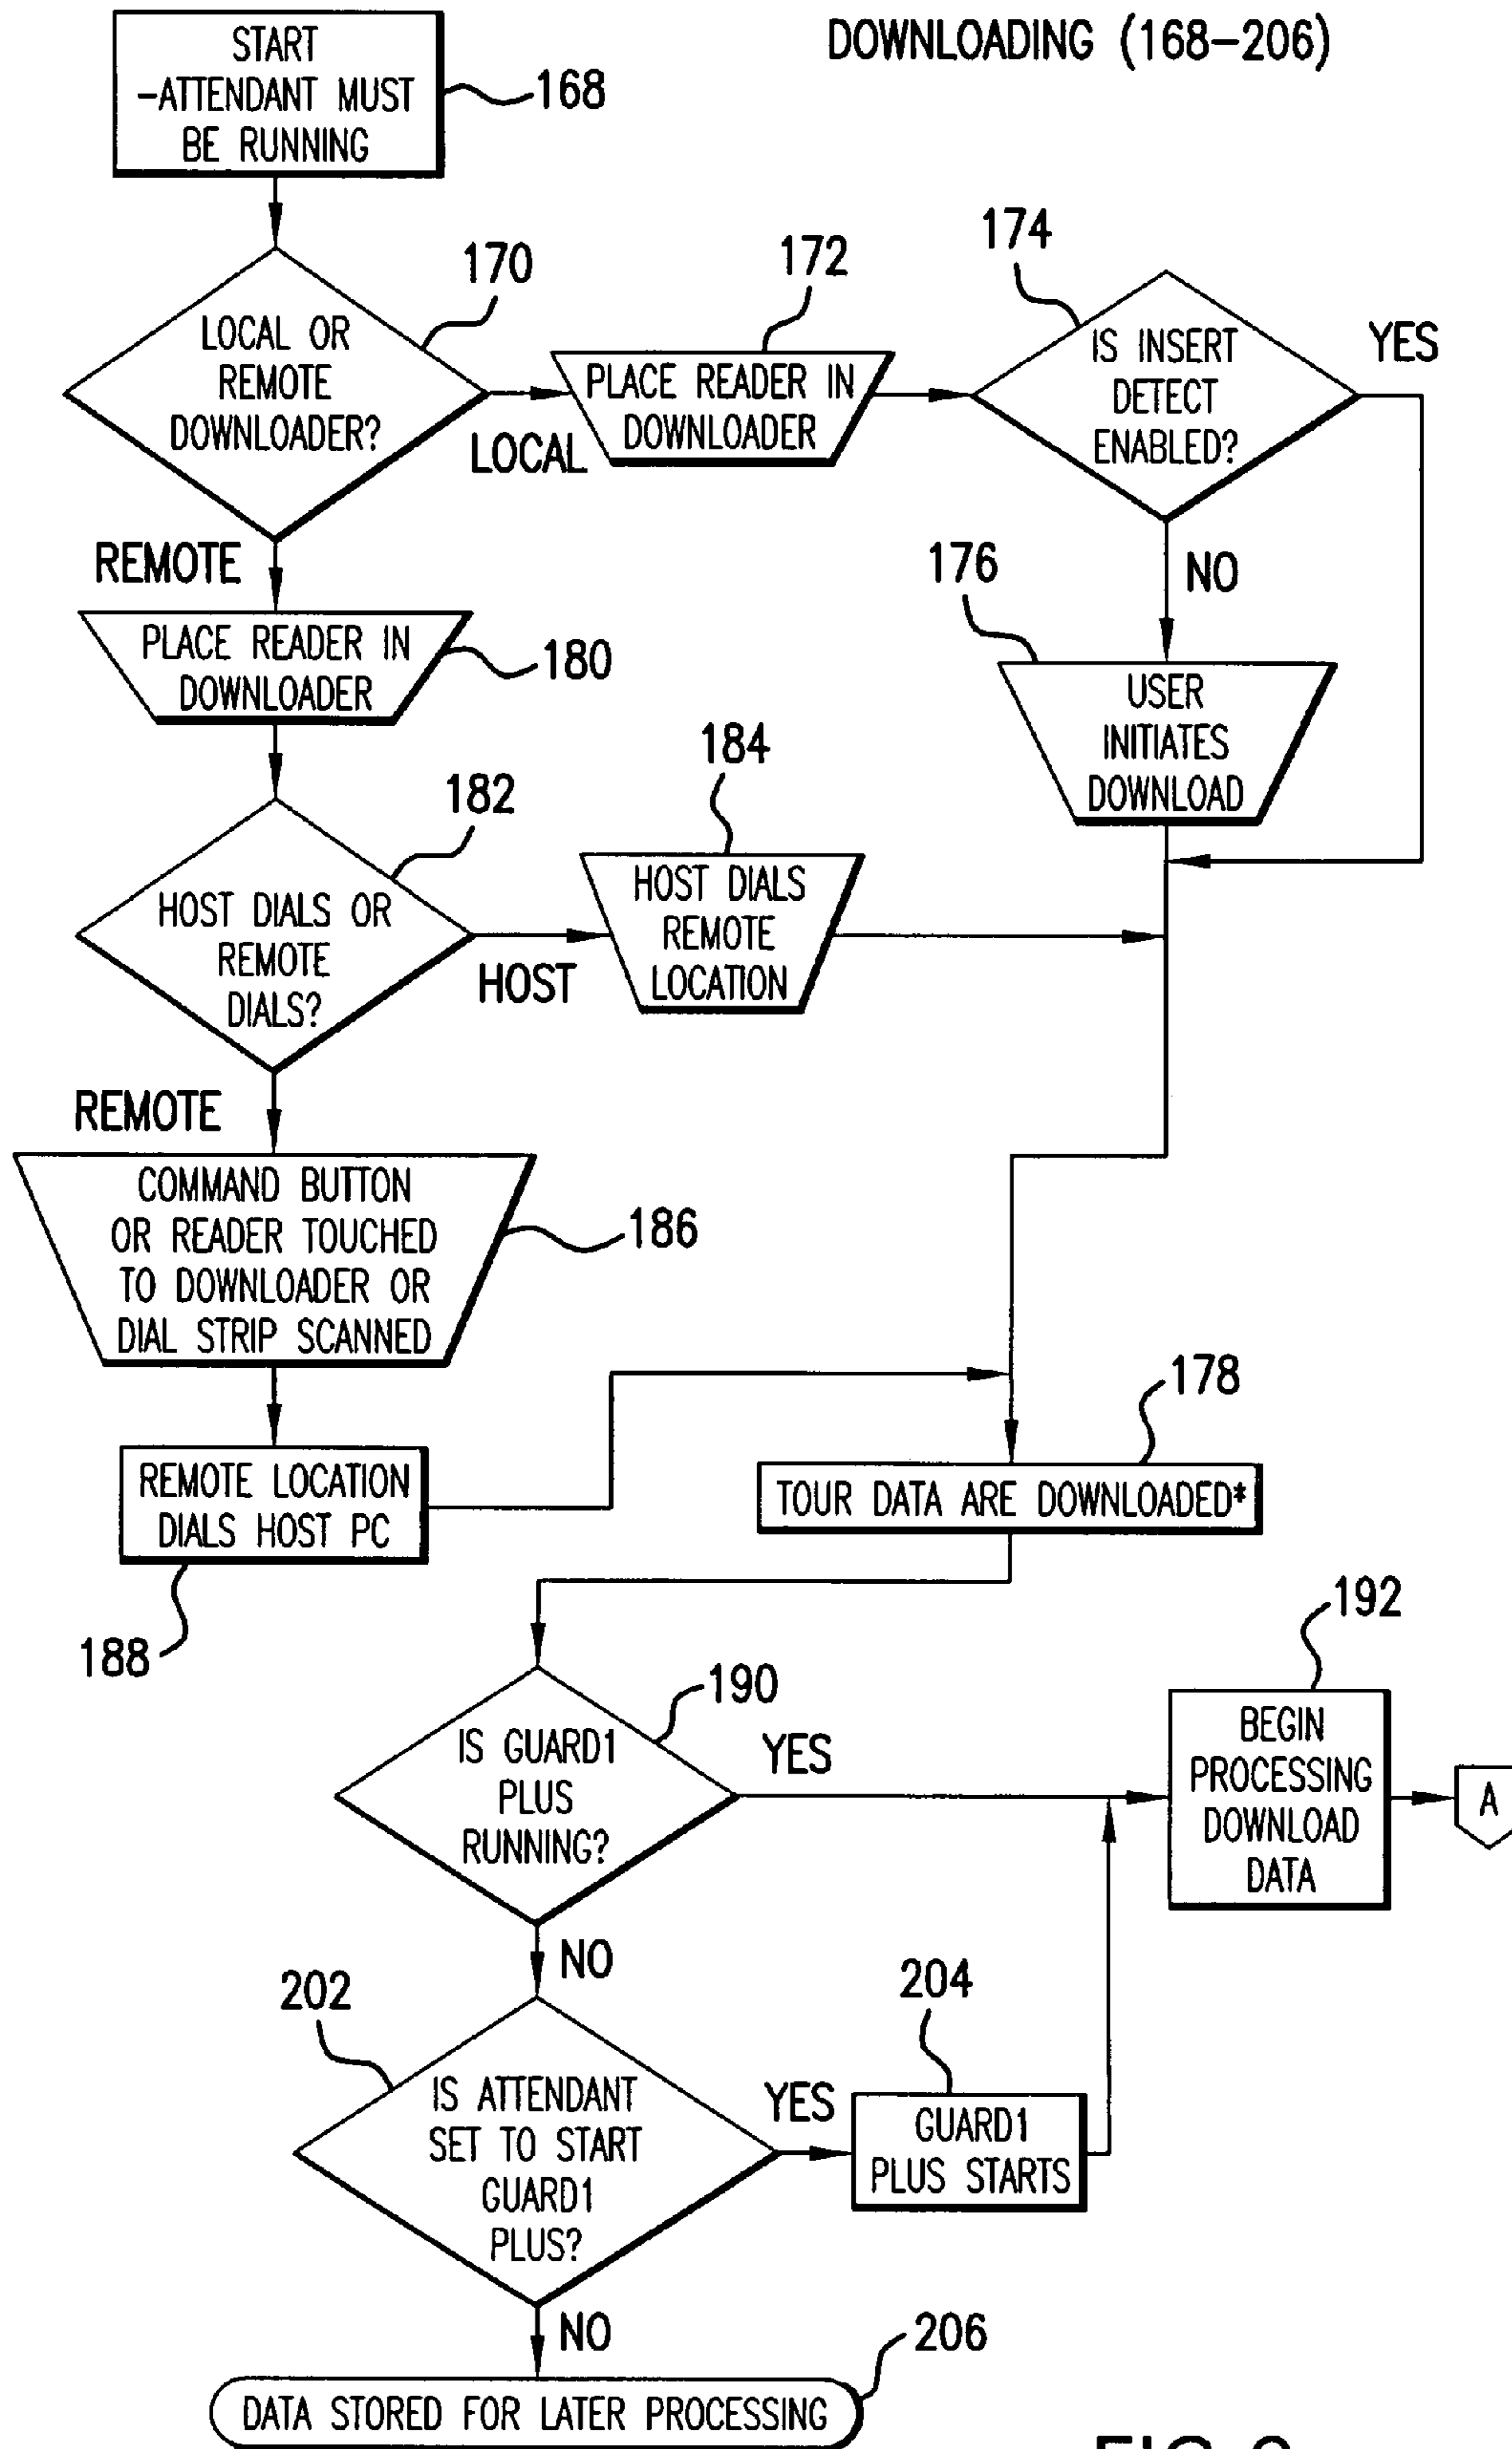 DOWNLOADING (168-206)
START
-ATTENDANT MUST
BE RUNNING
168
170
LOCAL OR
REMOTE
DOWNLOADER?
LOCAL
172
PLACE READER IN
DOWNLOADER
174
IS INSERT
DETECT
ENABLED?
YES
NO
176
USER
INITIATES
DOWNLOAD
REMOTE
PLACE READER IN
DOWNLOADER
180
182
HOST DIALS OR
REMOTE
DIALS?
HOST
184
HOST DIALS
REMOTE
LOCATION
REMOTE
COMMAND BUTTON
OR READER TOUCHED
TO DOWNLOADER OR
DIAL STRIP SCANNED
186
REMOTE LOCATION
DIALS HOST PC
188
178
TOUR DATA ARE DOWNLOADED*
190
IS GUARD1
PLUS
RUNNING?
YES
192
BEGIN
PROCESSING
DOWNLOAD
DATA
A
NO
202
IS ATTENDANT
SET TO START
GUARD1
PLUS?
YES
204
GUARD1
PLUS STARTS
NO
206
DATA STORED FOR LATER PROCESSING